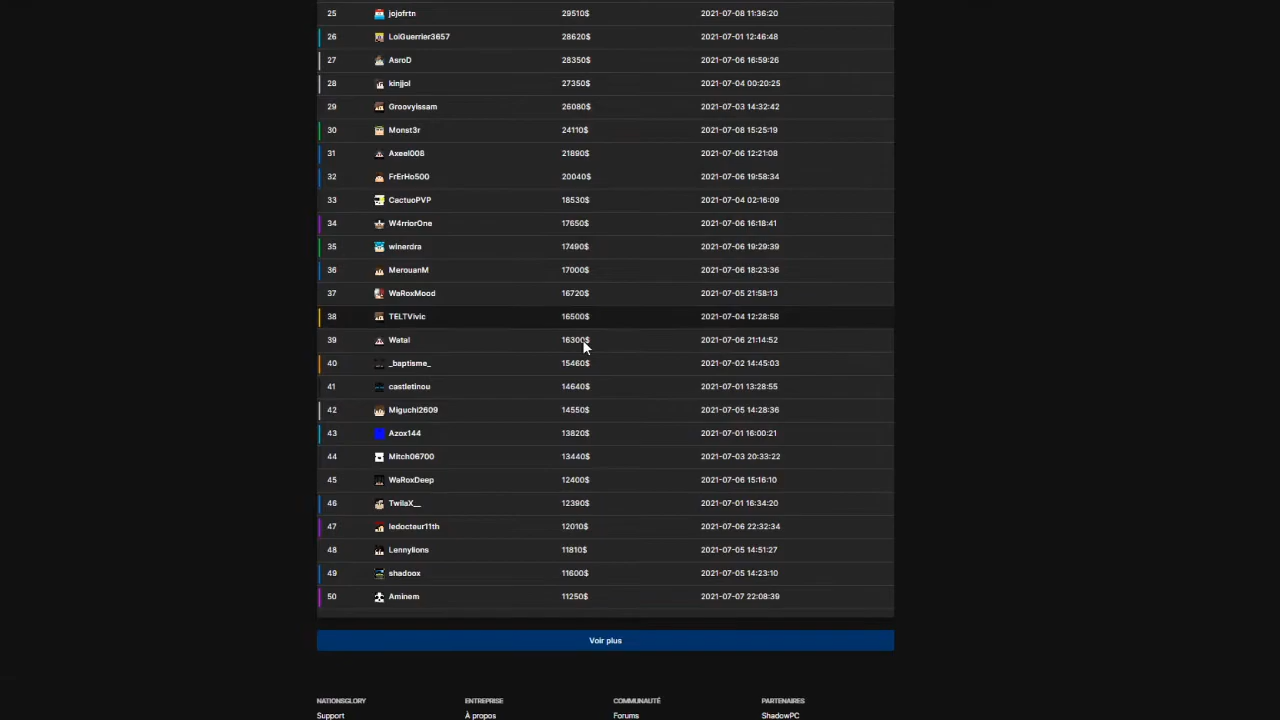 25 jojofrtn 29510$ 2021-07-08 11:36:20
26 LoiGuerrier3657 28620$ 2021-07-01 12:46:48
27 AsroD 28350$ 2021-07-06 16:59:26
28 kinjjol 27350$ 2021-07-04 00:20:25
29 Groovyissam 26080$ 2021-07-03 14:32:42
30 Monst3r 24110$ 2021-07-08 15:25:19
31 Axeel008 21890$ 2021-07-06 12:21:08
32 FrErHo500 20040$ 2021-07-06 19:58:34
33 CactuoPVP 18530$ 2021-07-04 02:16:09
34 W4rriorOne 17650$ 2021-07-06 16:18:41
35 winerdra 17490$ 2021-07-06 19:29:39
36 MerouanM 17000$ 2021-07-06 18:23:36
37 WaRoxMood 16720$ 2021-07-05 21:58:13
38 TELTVivic 16500$ 2021-07-04 12:28:58
39 Watal 16300$ 2021-07-06 21:14:52
40 _baptisme_ 15460$ 2021-07-02 14:45:03
41 castletinou 14640$ 2021-07-01 13:28:55
42 Miguchi2609 14550$ 2021-07-05 14:28:36
43 Azox144 13820$ 2021-07-01 16:00:21
44 Mitch06700 13440$ 2021-07-03 20:33:22
45 WaRoxDeep 12400$ 2021-07-06 15:16:10
46 TwilaX__ 12390$ 2021-07-01 16:34:20
47 ledocteur11th 12010$ 2021-07-06 22:32:34
48 Lennylions 11810$ 2021-07-05 14:51:27
49 shadoox 11600$ 2021-07-05 14:23:10
50 Aminem 11250$ 2021-07-07 22:08:39
Voir plus
NATIONSGLORY ENTREPRISE COMMUNAUTÉ PARTENAIRES
Support À propos Forums ShadowPC